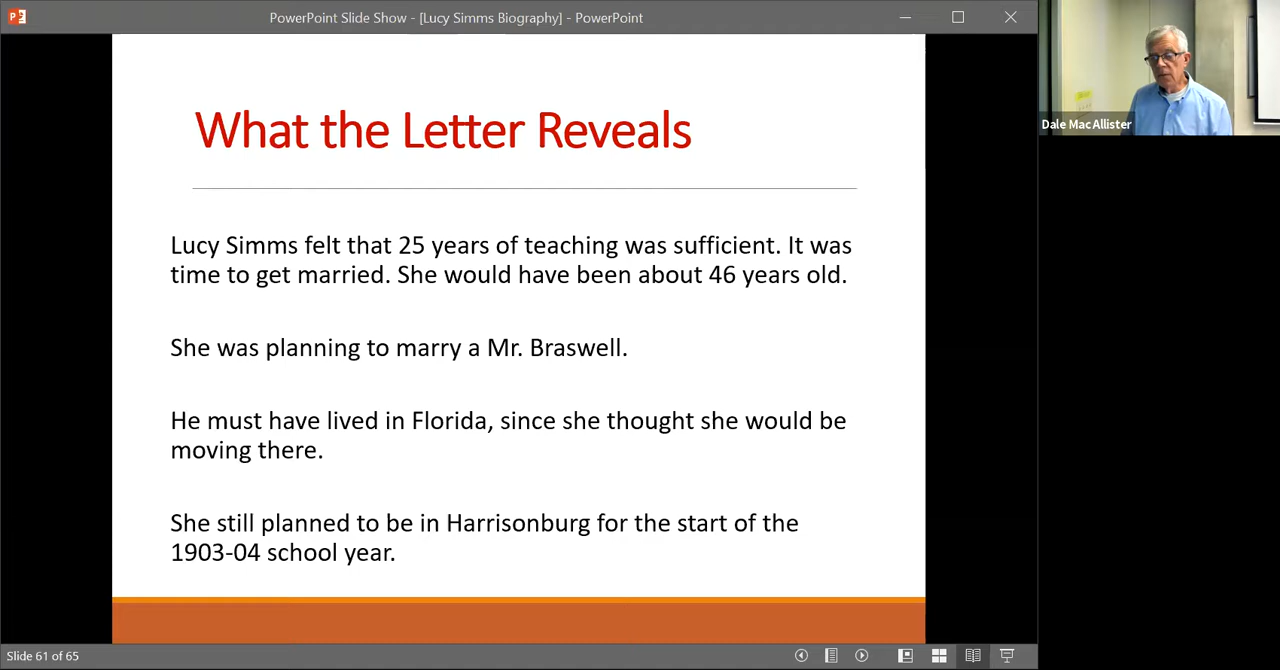 PowerPoint Slide Show - [Lucy Simms Biography] - PowerPoint
Dale Mac Allister
What the Letter Reveals
Lucy Simms felt that 25 years of teaching was sufficient. It was
time to get married. She would have been about 46 years old.
She was planning to marry a Mr. Braswell.
He must have lived in Florida, since she thought she would be
moving there.
She still planned to be in Harrisonburg for the start of the
1903-04 school year.
Slide 61 of 65